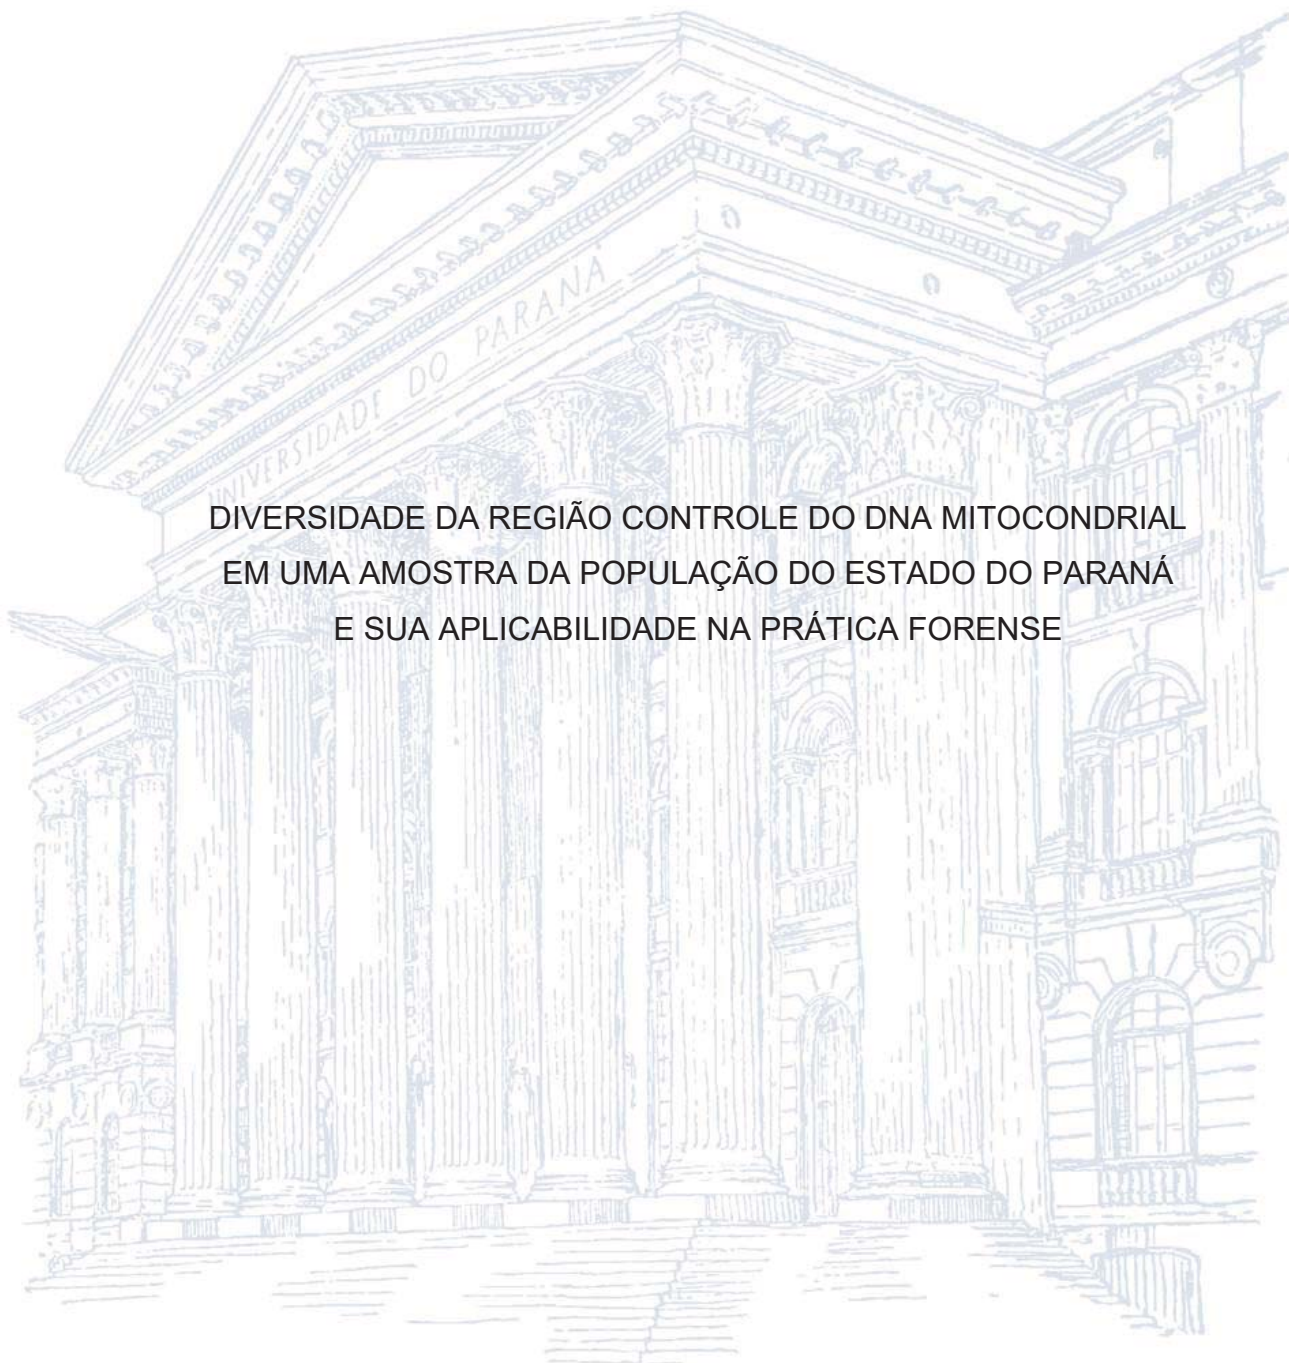 UNIVERSIDADE DO PARANÁ
DIVERSIDADE DA REGIÃO CONTROLE DO DNA MITOCONDRIAL
EM UMA AMOSTRA DA POPULAÇÃO DO ESTADO DO PARANÁ
E SUA APLICABILIDADE NA PRÁTICA FORENSE